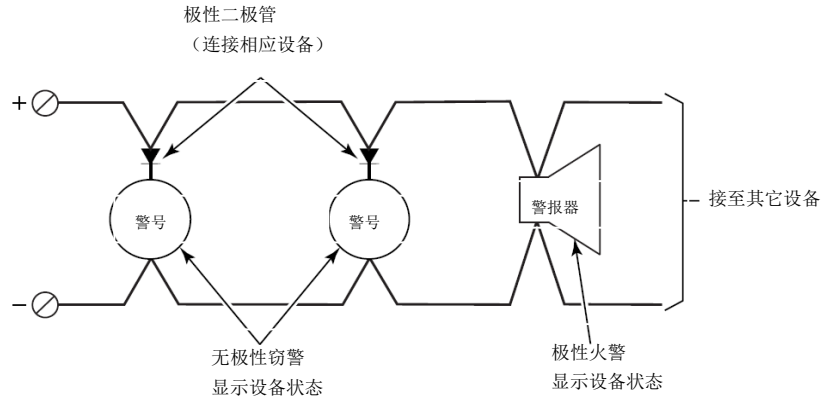 极性二极管
（连接相应设备）
+
警号
警号
警报器
接至其它设备
−
无极性窃警
显示设备状态
极性火警
显示设备状态